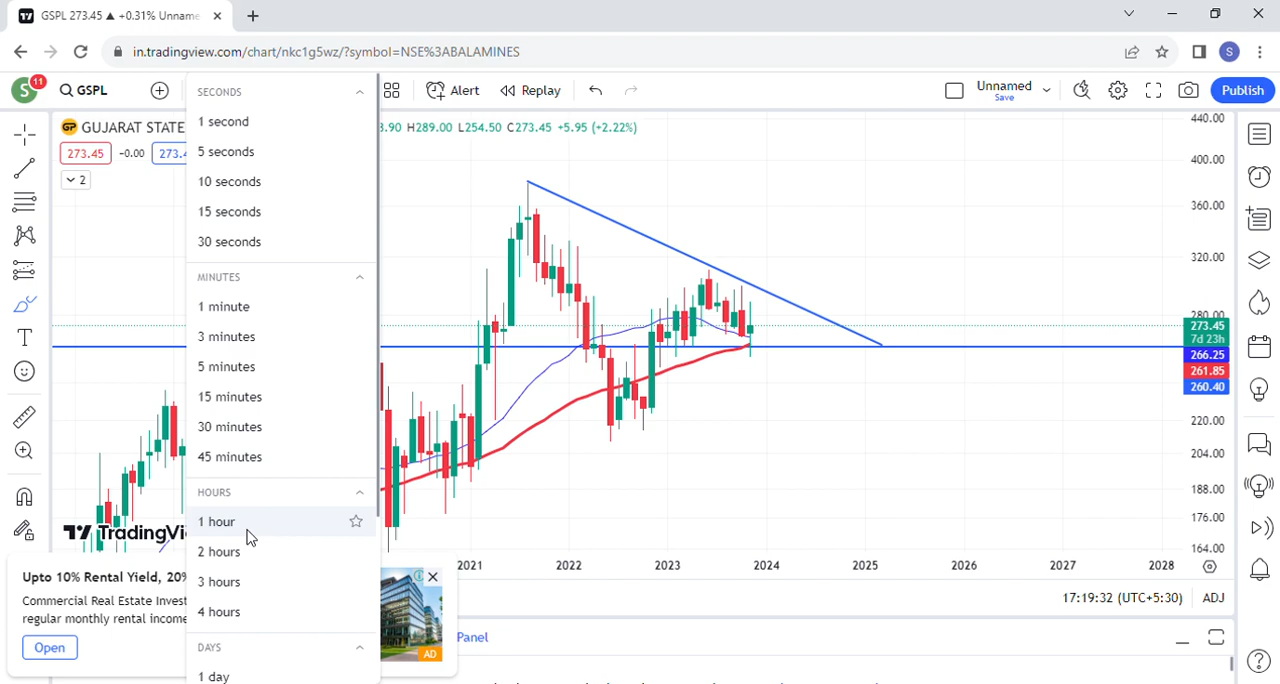 GSPL 273.45 ▲ +0.31% Unname
in.tradingview.com/chart/nkc1g5wz/?symbol=NSE%3ABALAMINES
S
S
11
GSPL
Alert
Replay
Unnamed
Save
Publish
GUJARAT STATE
3.90 H289.00 L254.50 C273.45 +5.95 (+2.22%)
273.45
-0.00
273.4
2
SECONDS
1 second
5 seconds
10 seconds
15 seconds
30 seconds
MINUTES
1 minute
3 minutes
5 minutes
15 minutes
30 minutes
45 minutes
HOURS
1 hour
2 hours
3 hours
4 hours
DAYS
1 day
440.00
400.00
360.00
320.00
280.00
273.45
7d 23h
266.25
261.85
260.40
220.00
204.00
188.00
176.00
164.00
TradingVi
2021
2022
2023
2024
2025
2026
2027
2028
17:19:32 (UTC+5:30)
ADJ
Upto 10% Rental Yield, 20%
Commercial Real Estate Invest
regular monthly rental income
Open
AD
Panel